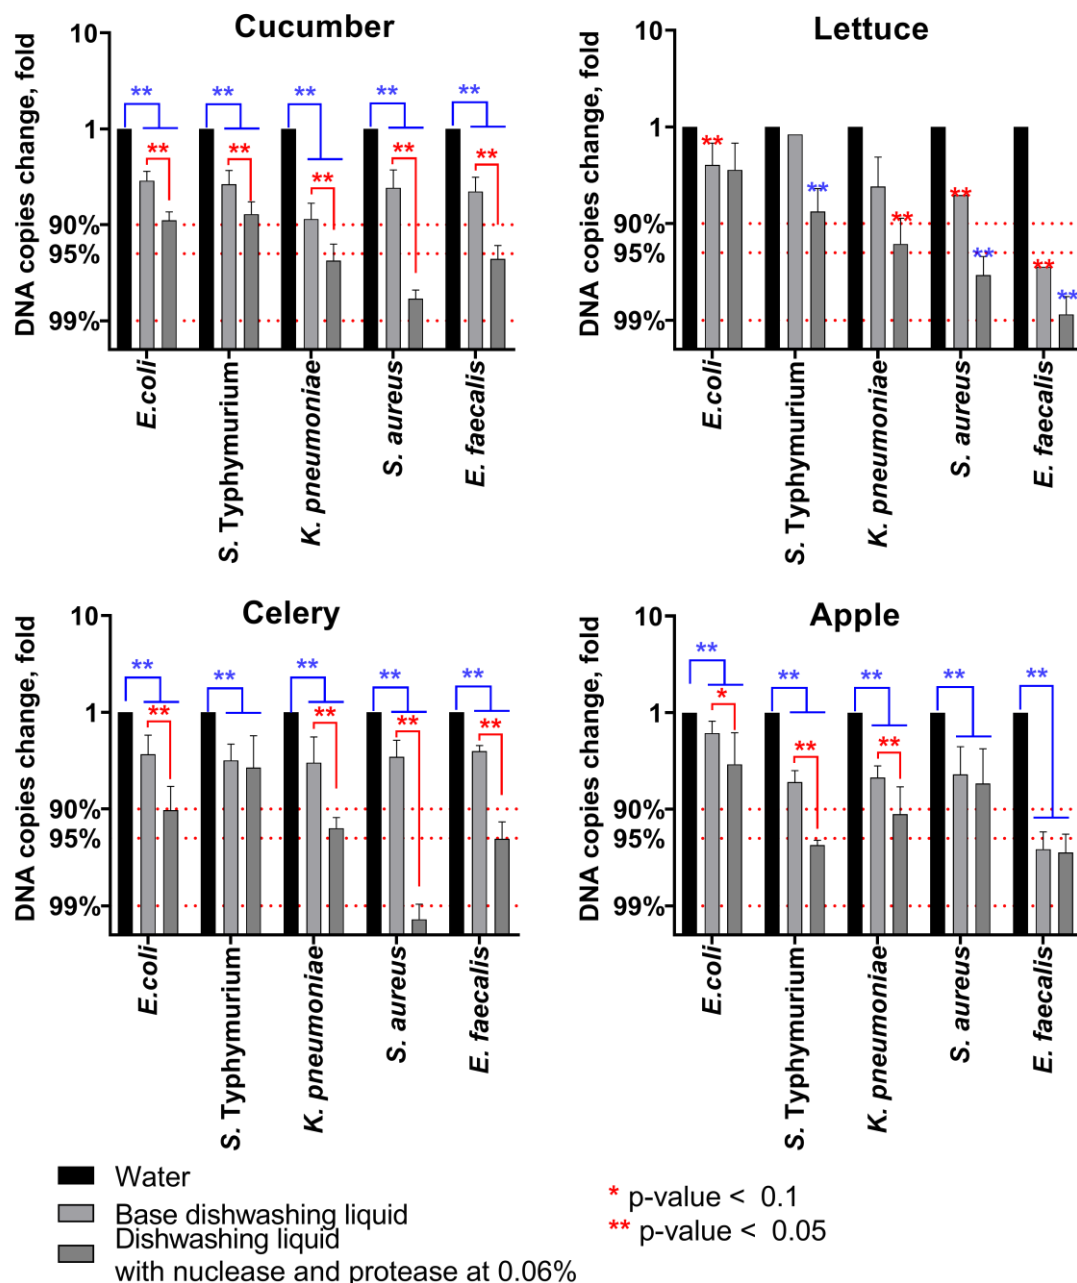 Cucumber
DNA copies change, fold
10
1
90%
95%
99%
** ** ** ** **
** ** ** ** **
E.coli
S. Typhymurium
K. pneumoniae
S. aureus
E. faecalis
Lettuce
DNA copies change, fold
10
1
90%
95%
99%
**
**
**
**
**
**
**
E.coli
S. Typhymurium
K. pneumoniae
S. aureus
E. faecalis
Celery
DNA copies change, fold
10
1
90%
95%
99%
** ** ** ** **
** ** ** **
E.coli
S. Typhymurium
K. pneumoniae
S. aureus
E. faecalis
Apple
DNA copies change, fold
10
1
90%
95%
99%
** ** ** ** **
* ** **
E.coli
S. Typhymurium
K. pneumoniae
S. aureus
E. faecalis
Water
Base dishwashing liquid
Dishwashing liquid
with nuclease and protease at 0.06%
* p-value < 0.1
** p-value < 0.05